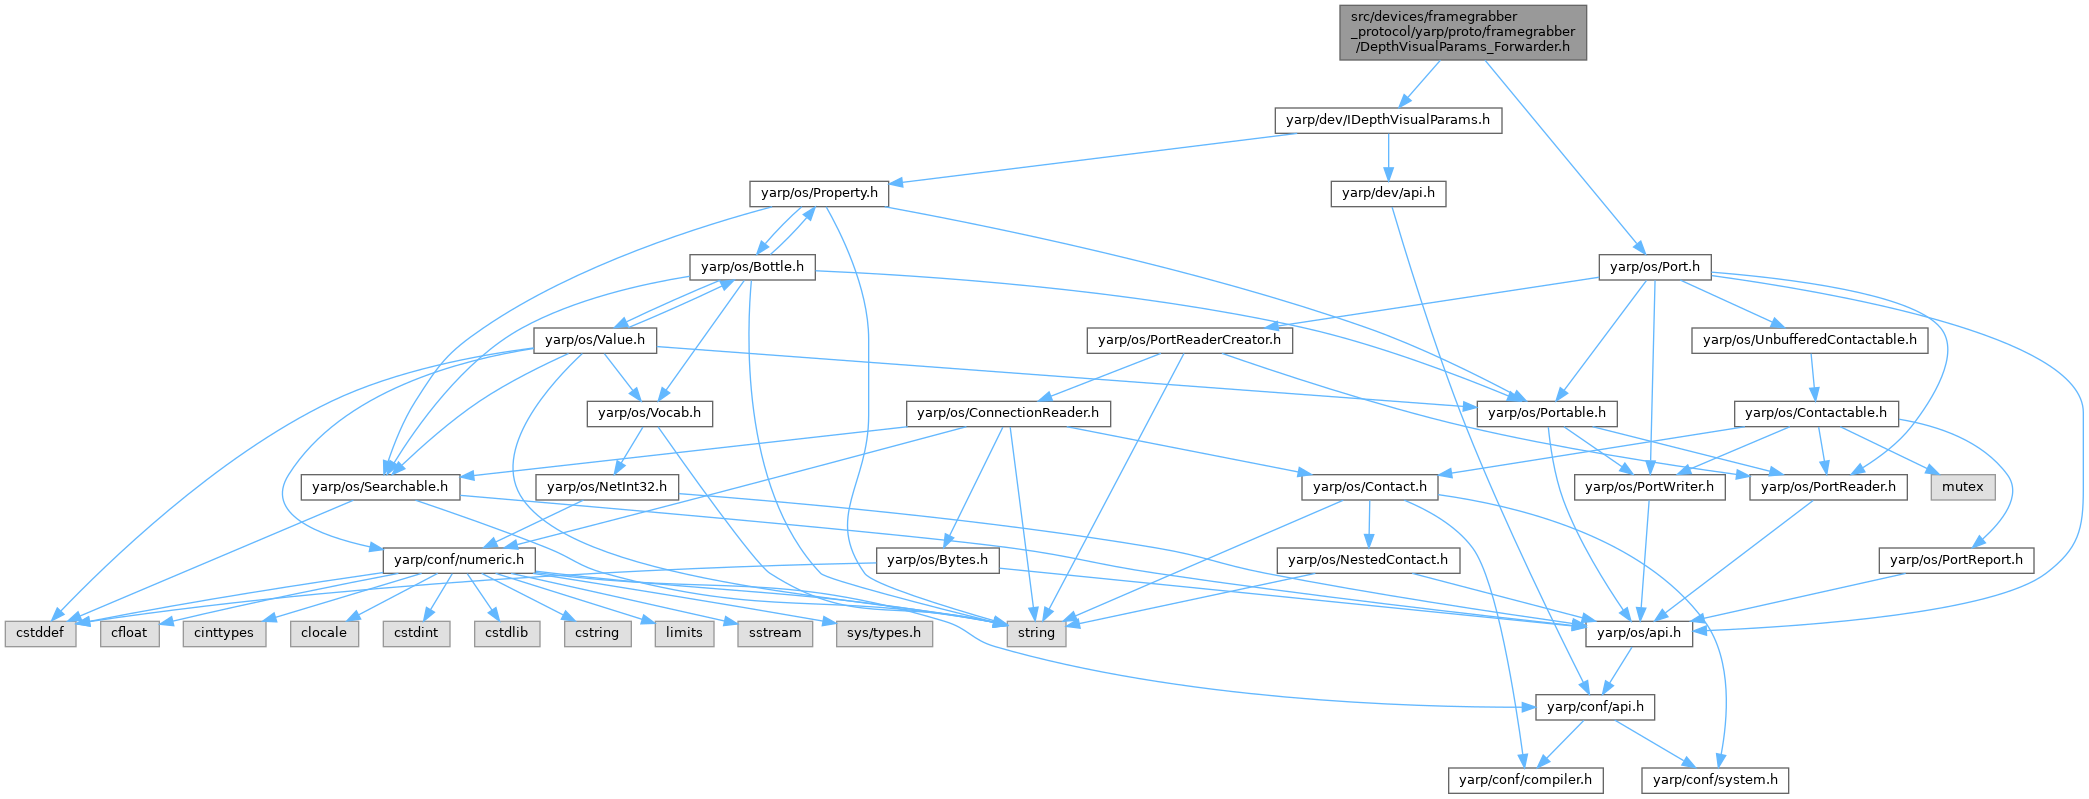 src/devices/framegrabber
_protocol/yarp/proto/framegrabber
/DepthVisualParams_Forwarder.h
yarp/dev/IDepthVisualParams.h
yarp/os/Property.h
yarp/dev/api.h
yarp/os/Bottle.h
yarp/os/Port.h
yarp/os/Value.h
yarp/os/PortReaderCreator.h
yarp/os/UnbufferedContactable.h
yarp/os/Vocab.h
yarp/os/ConnectionReader.h
yarp/os/Portable.h
yarp/os/Contactable.h
yarp/os/Searchable.h
yarp/os/NetInt32.h
yarp/os/Contact.h
yarp/os/PortWriter.h
yarp/os/PortReader.h
mutex
yarp/conf/numeric.h
yarp/os/Bytes.h
yarp/os/NestedContact.h
yarp/os/PortReport.h
cstddef
cfloat
cinttypes
clocale
cstdint
cstdlib
cstring
limits
sstream
sys/types.h
string
yarp/os/api.h
yarp/conf/api.h
yarp/conf/compiler.h
yarp/conf/system.h